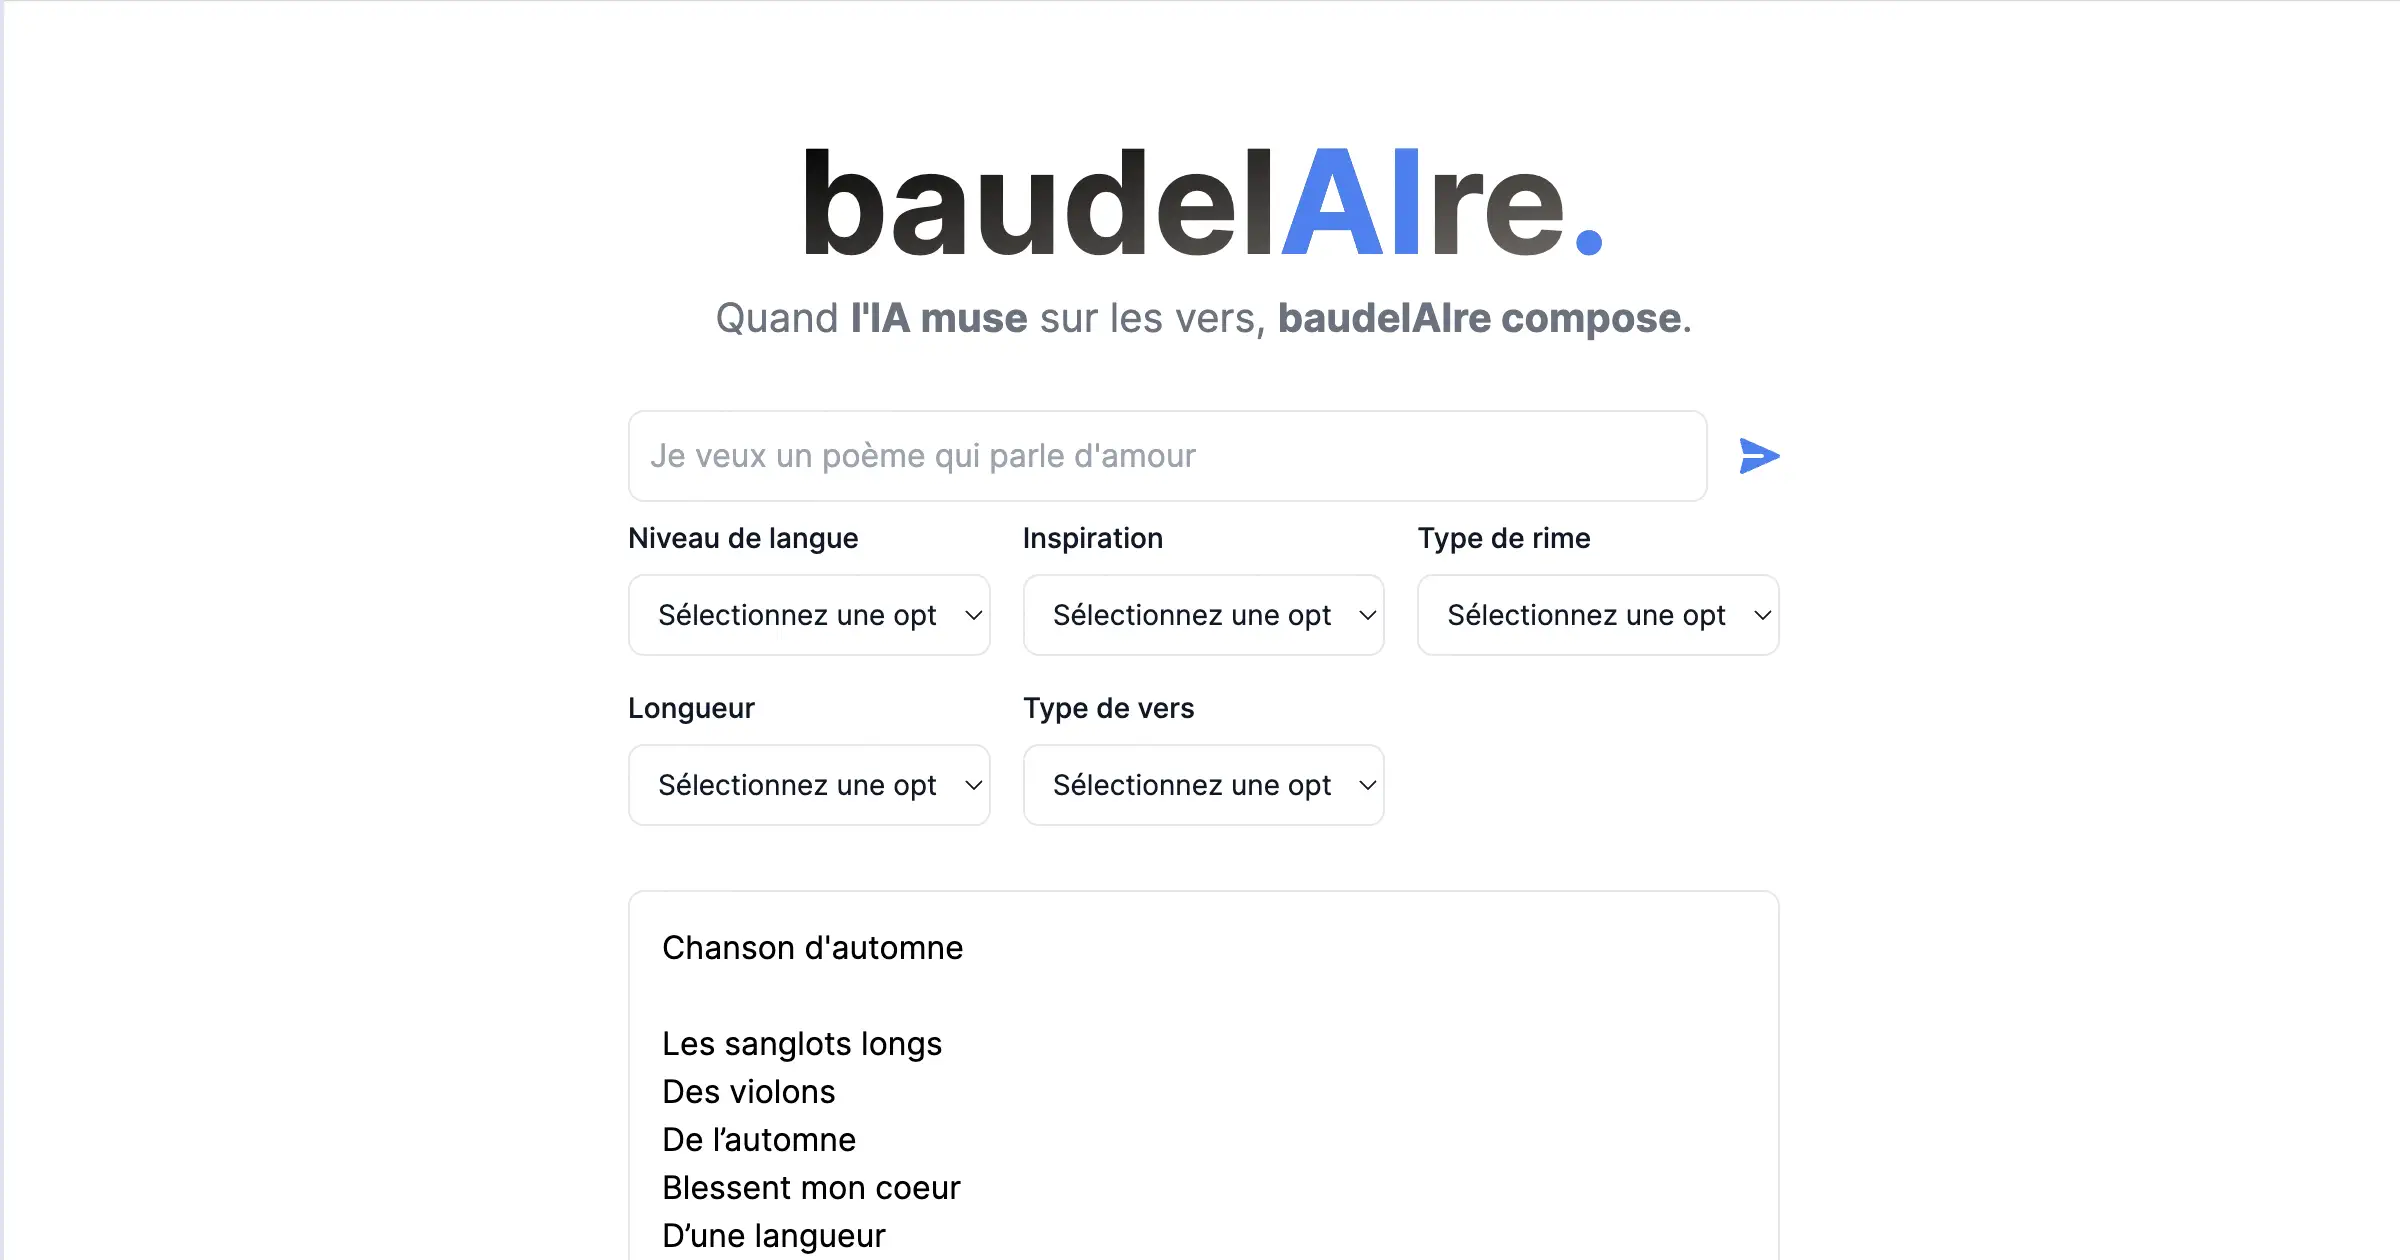 baudelAIre.
Quand l'IA muse sur les vers, baudelAIre compose.
Je veux un poème qui parle d'amour
Niveau de langue
Inspiration
Type de rime
Sélectionnez une opt
Sélectionnez une opt
Sélectionnez une opt
Longueur
Type de vers
Sélectionnez une opt
Sélectionnez une opt
Chanson d'automne
Les sanglots longs
Des violons
De l’automne
Blessent mon coeur
D’une langueur